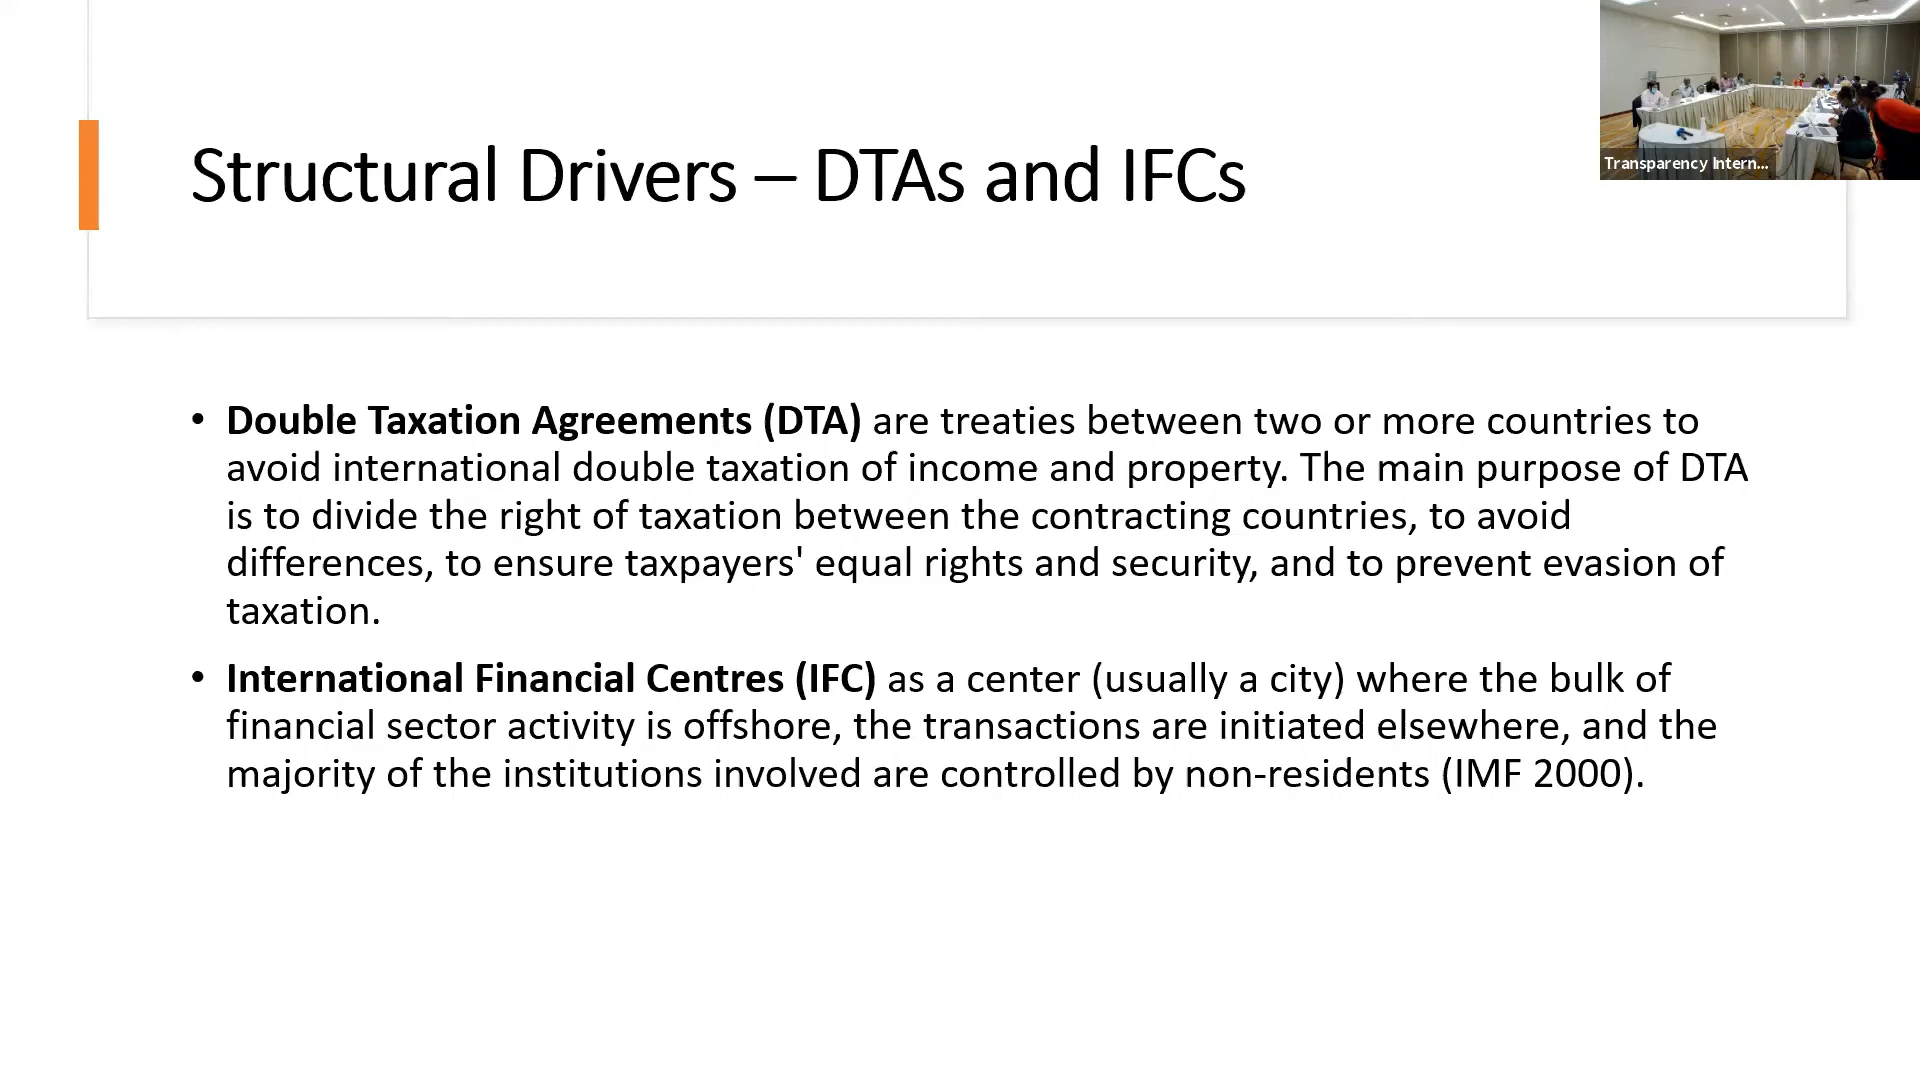 Transparency Intern...
Structural Drivers – DTAs and IFCs
• Double Taxation Agreements (DTA) are treaties between two or more countries to
avoid international double taxation of income and property. The main purpose of DTA
is to divide the right of taxation between the contracting countries, to avoid
differences, to ensure taxpayers' equal rights and security, and to prevent evasion of
taxation.
• International Financial Centres (IFC) as a center (usually a city) where the bulk of
financial sector activity is offshore, the transactions are initiated elsewhere, and the
majority of the institutions involved are controlled by non-residents (IMF 2000).